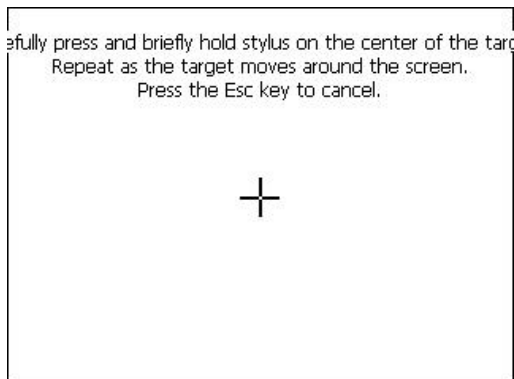 efully press and briefly hold stylus on the center of the targ
Repeat as the target moves around the screen.
Press the Esc key to cancel.